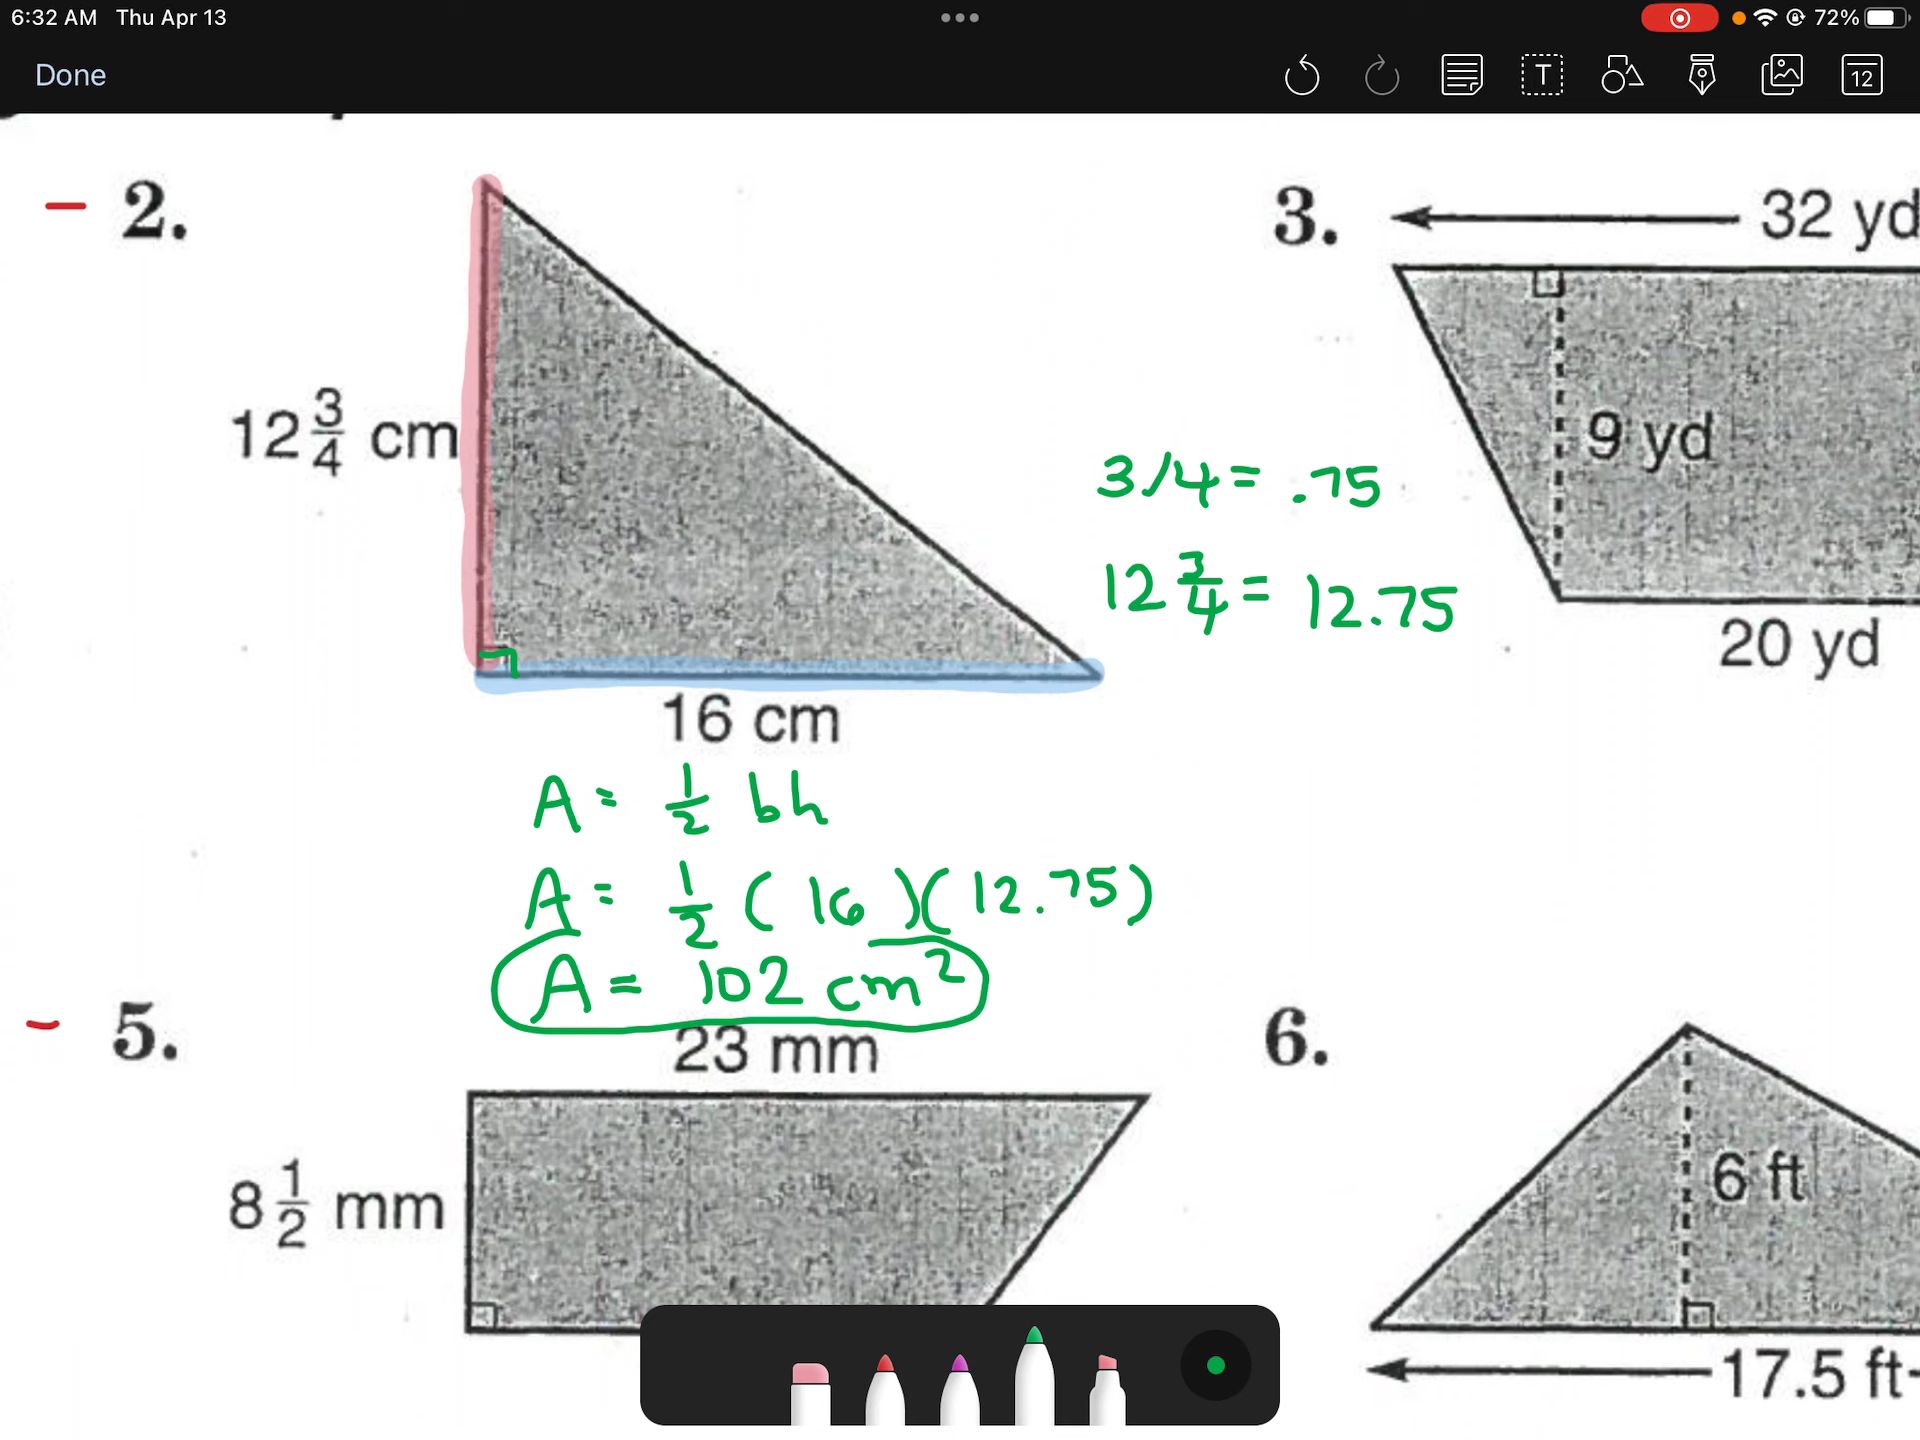 6:32 AM Thu Apr 13
72%
Done
T
12
2.
3.
32 yd
12 3/4 cm
9 yd
3/4 = .75
12 3/4 = 12.75
20 yd
16 cm
A = 1/2 bh
A = 1/2 (16)(12.75)
A = 102 cm²
5.
6.
23 mm
8 1/2 mm
6 ft
17.5 ft